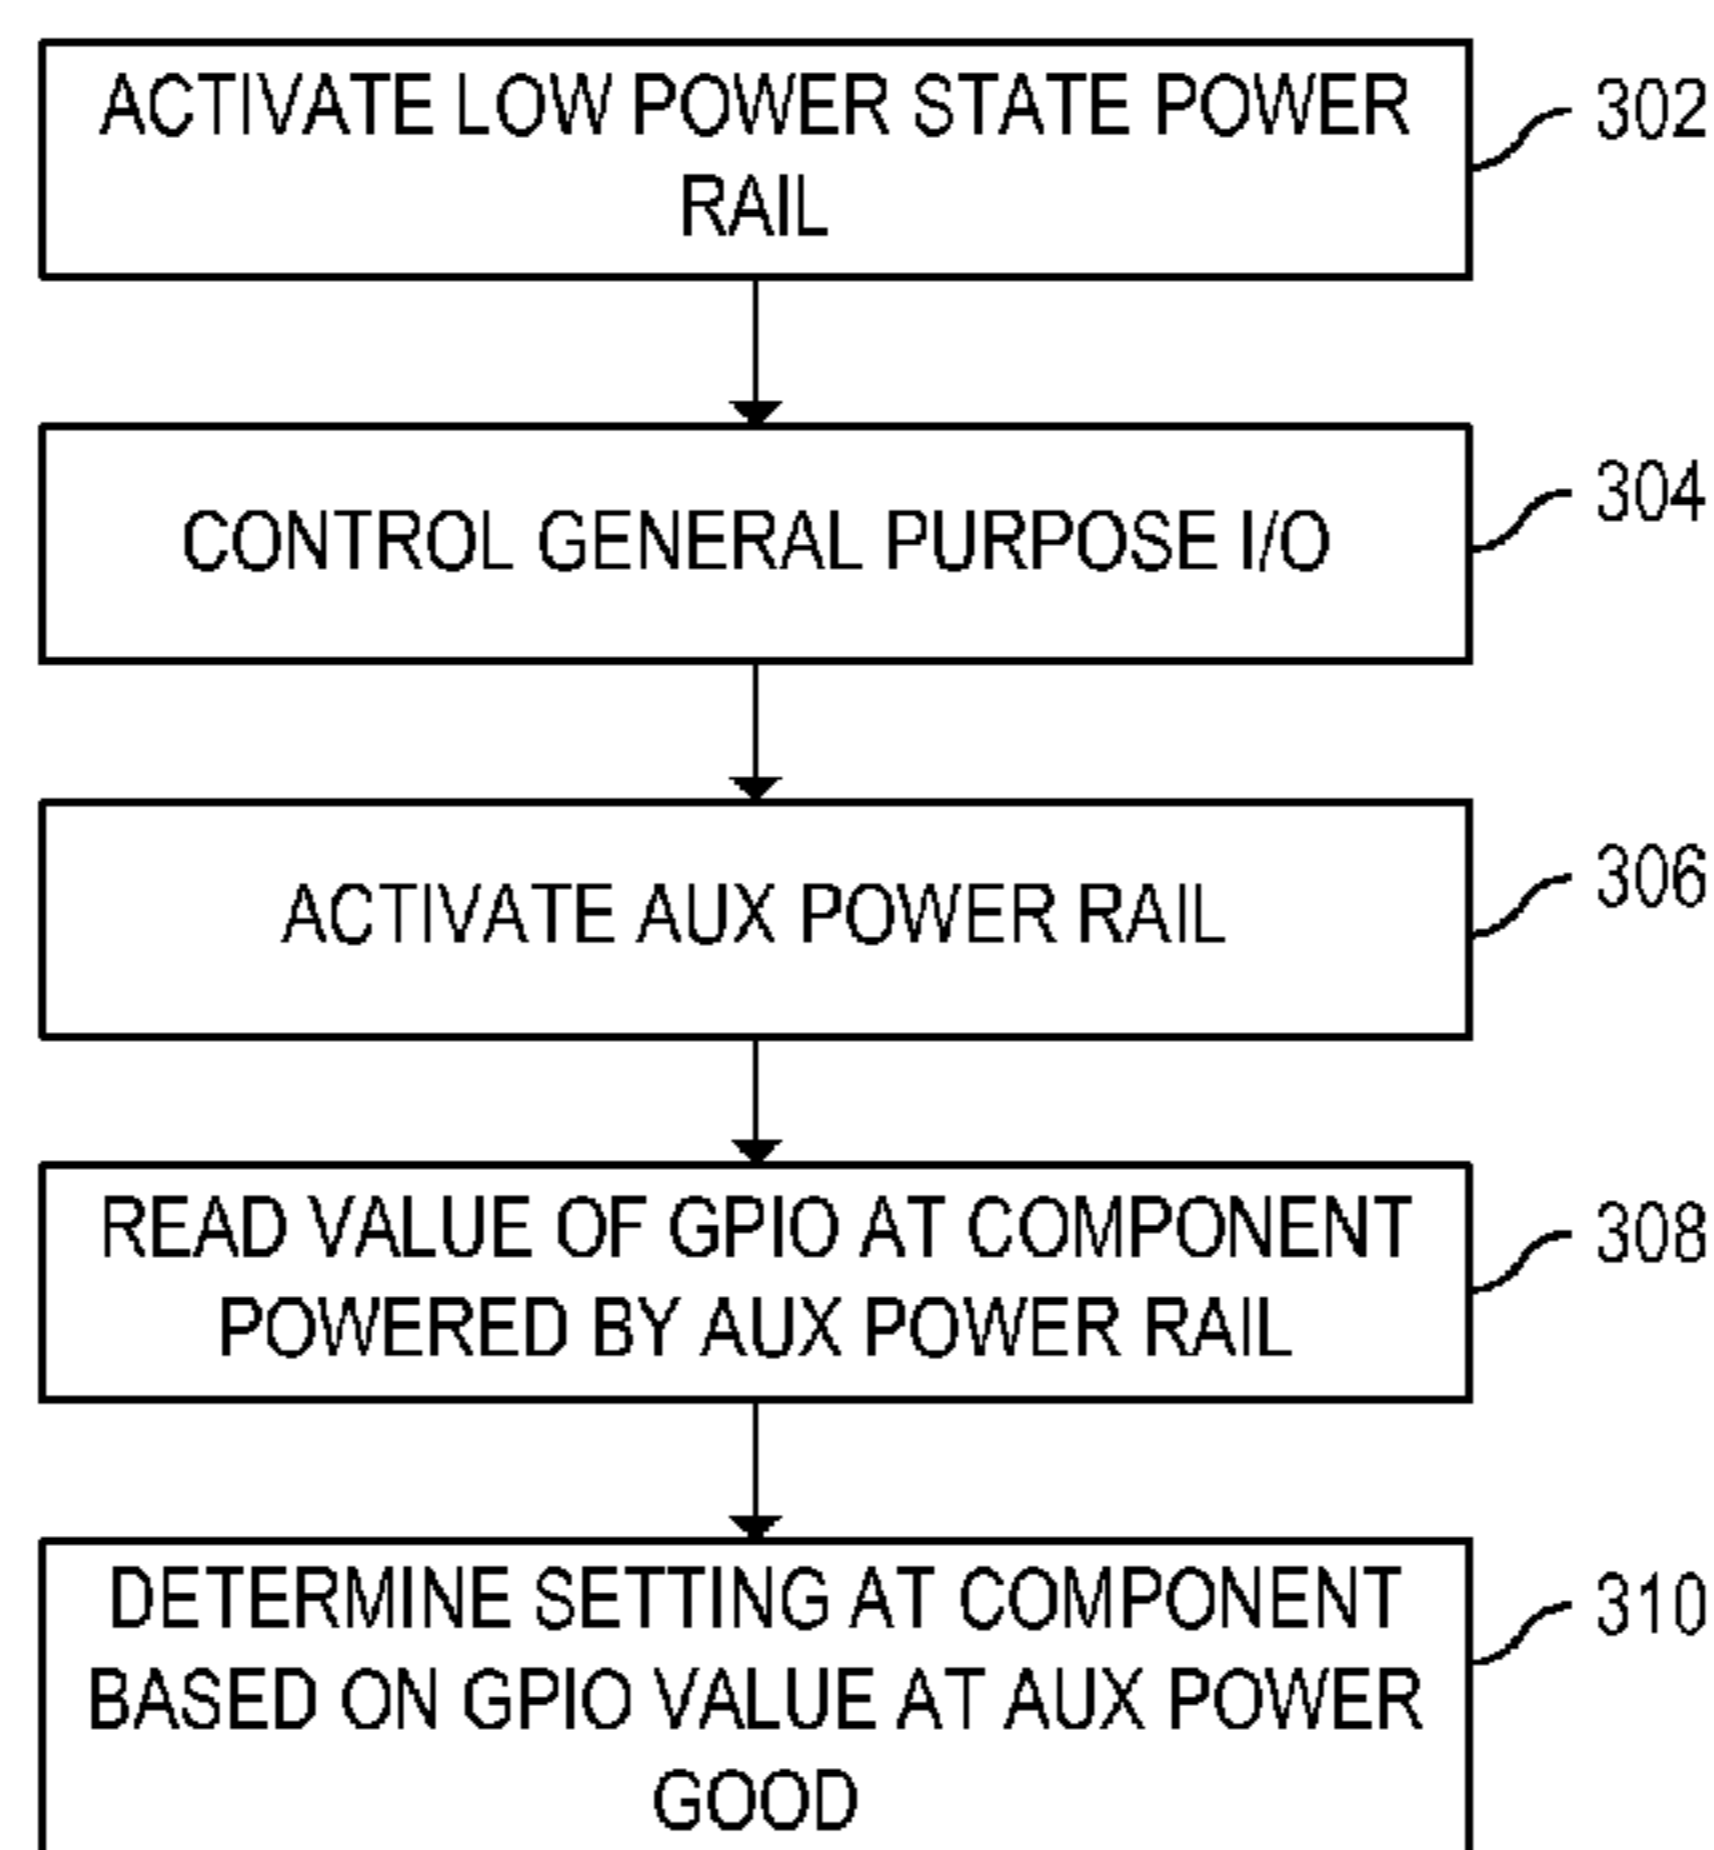 ACTIVATE LOW POWER STATE POWER
RAIL
302
CONTROL GENERAL PURPOSE I/O
304
ACTIVATE AUX POWER RAIL
306
READ VALUE OF GPIO AT COMPONENT
POWERED BY AUX POWER RAIL
308
DETERMINE SETTING AT COMPONENT
BASED ON GPIO VALUE AT AUX POWER
GOOD
310